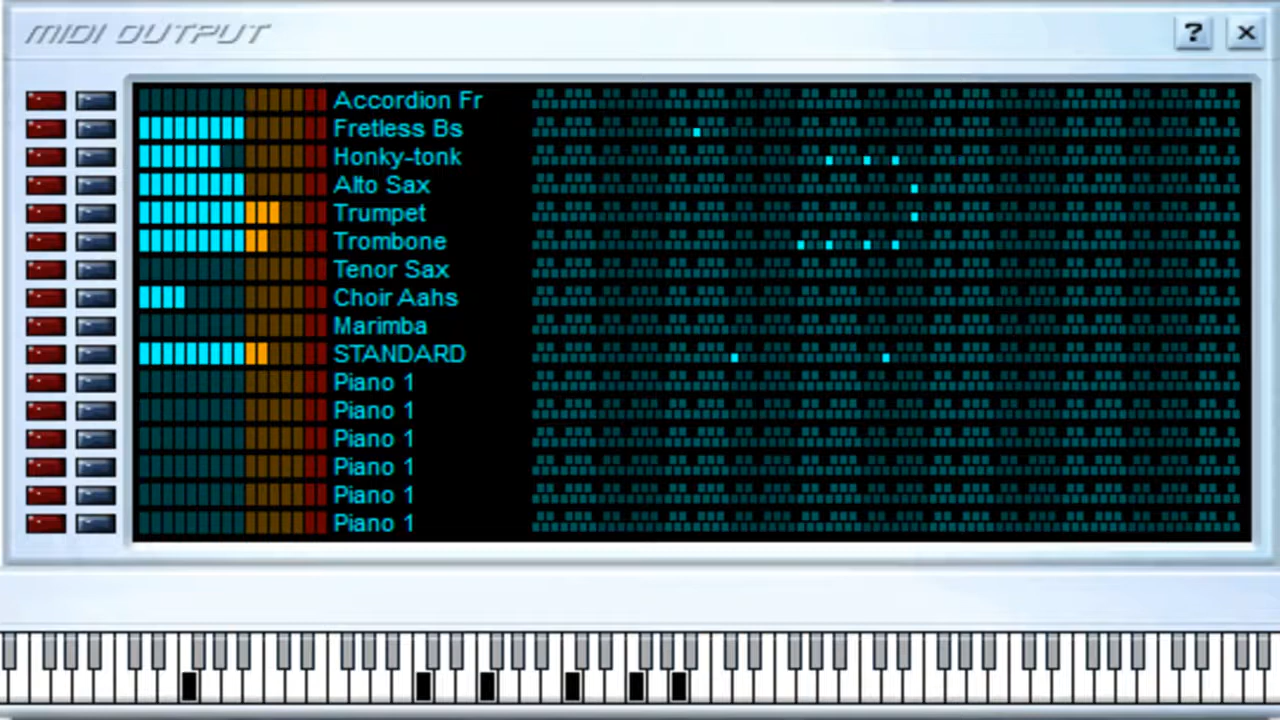 MIDI OUTPUT
? ×
Accordion Fr
Fretless Bs
Honky-tonk
Alto Sax
Trumpet
Trombone
Tenor Sax
Choir Aahs
Marimba
STANDARD
Piano 1
Piano 1
Piano 1
Piano 1
Piano 1
Piano 1